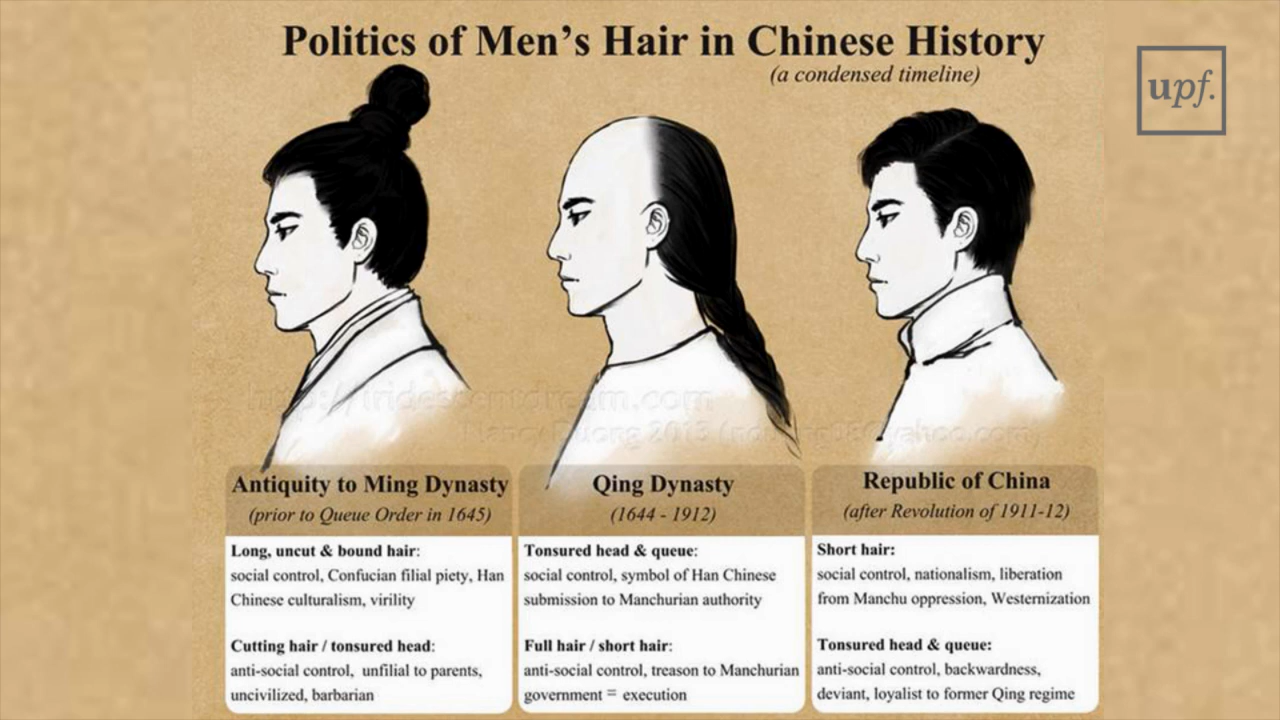 Politics of Men's Hair in Chinese History
(a condensed timeline)
upf.
Antiquity to Ming Dynasty
(prior to Queue Order in 1645)
Long, uncut & bound hair:
social control, Confucian filial piety, Han
Chinese culturalism, virility
Cutting hair / tonsured head:
anti-social control, unfilial to parents,
uncivilized, barbarian
Qing Dynasty
(1644 - 1912)
Tonsured head & queue:
social control, symbol of Han Chinese
submission to Manchurian authority
Full hair / short hair:
anti-social control, treason to Manchurian
government = execution
Republic of China
(after Revolution of 1911-12)
Short hair:
social control, nationalism, liberation
from Manchu oppression, Westernization
Tonsured head & queue:
anti-social control, backwardness,
deviant, loyalist to former Qing regime